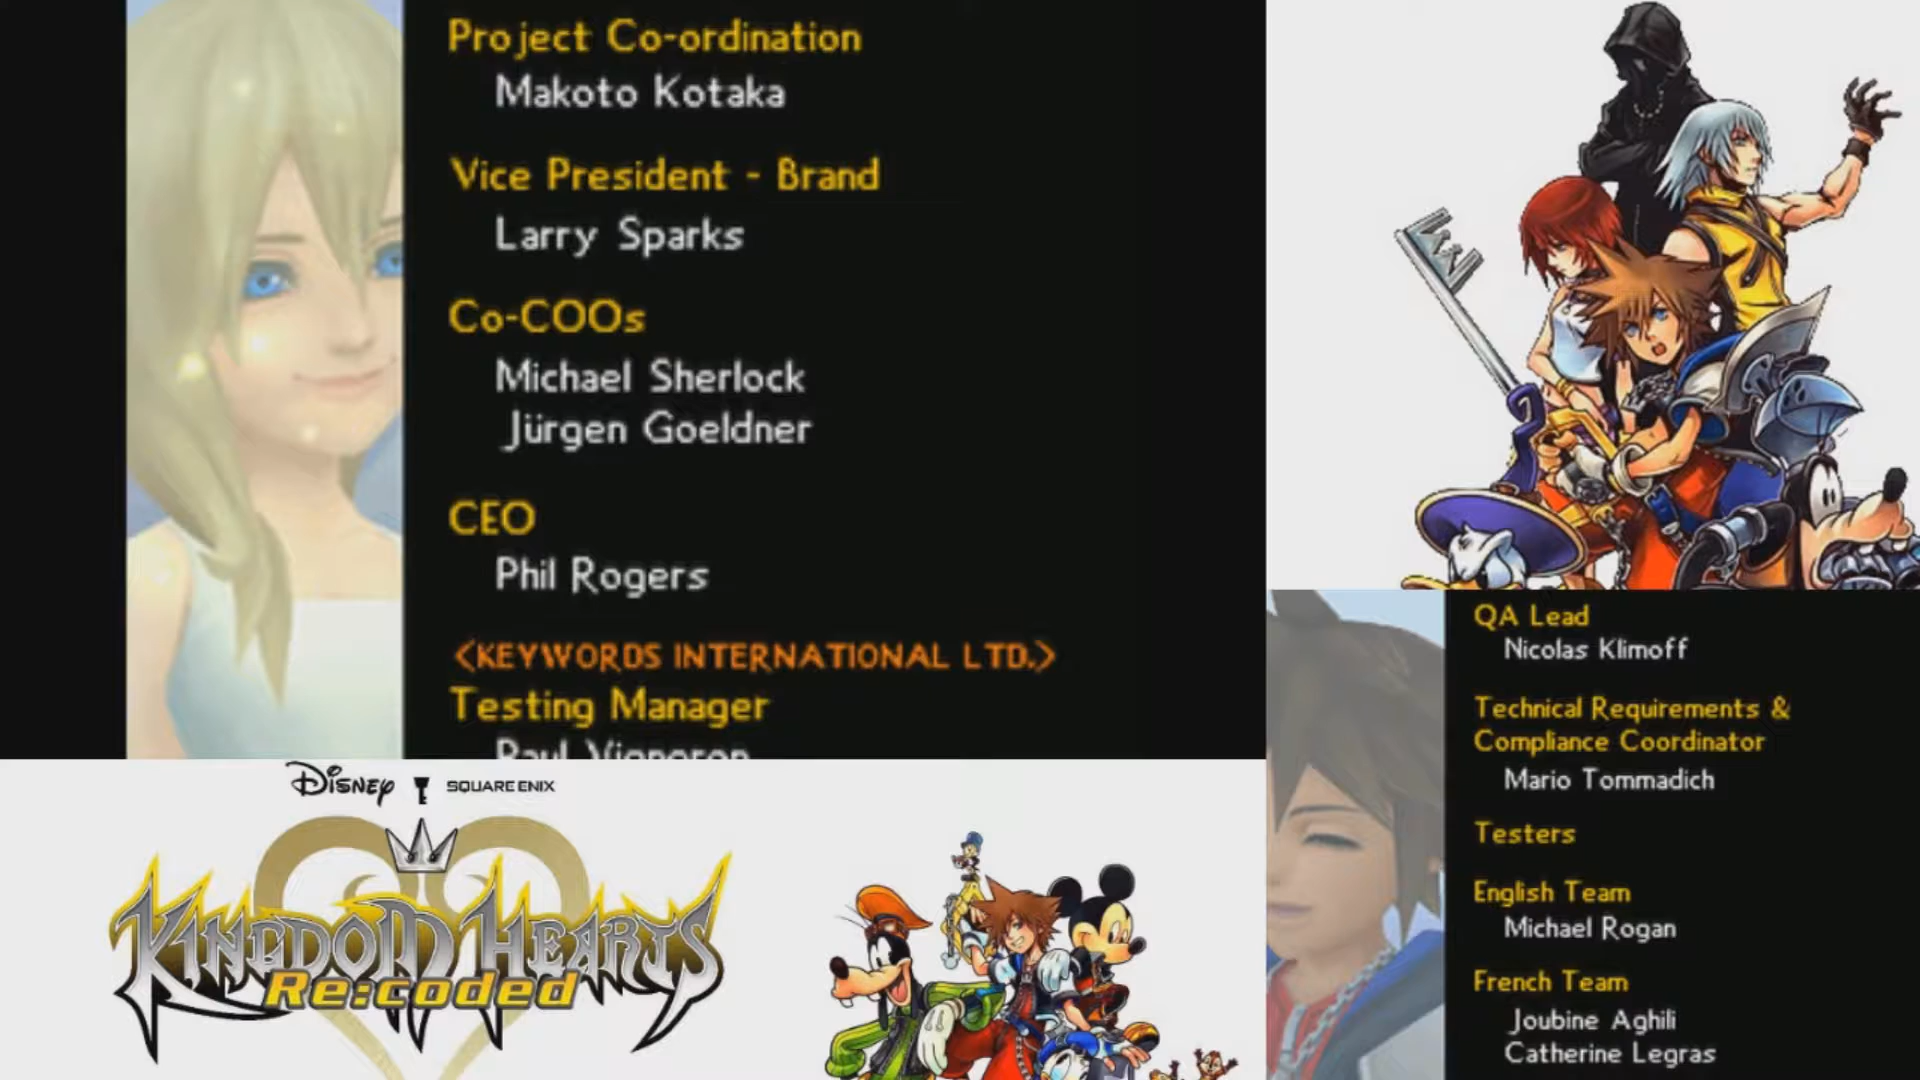 Project Co-ordination
Makoto Kotaka
Vice President - Brand
Larry Sparks
Co-COOs
Michael Sherlock
Jürgen Goeldner
CEO
Phil Rogers
<KEYWORDS INTERNATIONAL LTD.>
Testing Manager
Paul Vigneron
QA Lead
Nicolas Klimoff
Technical Requirements &
Compliance Coordinator
Mario Tommadich
Testers
English Team
Michael Rogan
French Team
Joubine Aghili
Catherine Legras
Disney SQUARE ENIX
KINGDOM HEARTS
Re:coded